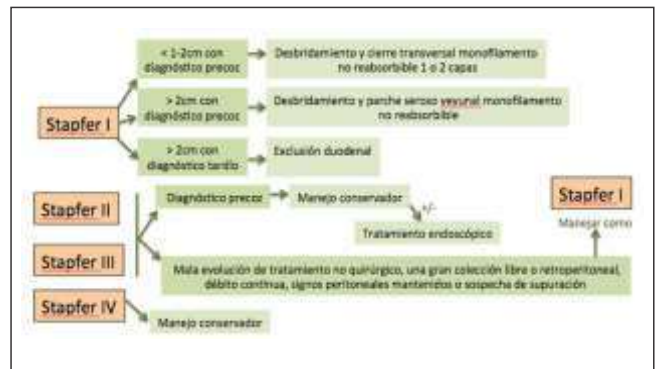 Stapfer I
< 1-2cm con
diagnóstico precoz
Desbridamiento y cierre transversal monofilamento
no reabsorbible 1 o 2 capas
> 2cm con
diagnóstico precoz
Desbridamiento y parche seroso yeyunal monofilamento
no reabsorbible
> 2cm con
diagnóstico tardío
Exclusión duodenal
Stapfer II
Stapfer III
Diagnóstico precoz
Manejo conservador
+/-
Tratamiento endoscópico
Stapfer I
Manejar como
Mala evolución de tratamiento no quirúrgico, una gran colección libre o retroperitoneal,
débito continua, signos peritoneales mantenidos o sospecha de supuración
Stapfer IV
Manejo conservador